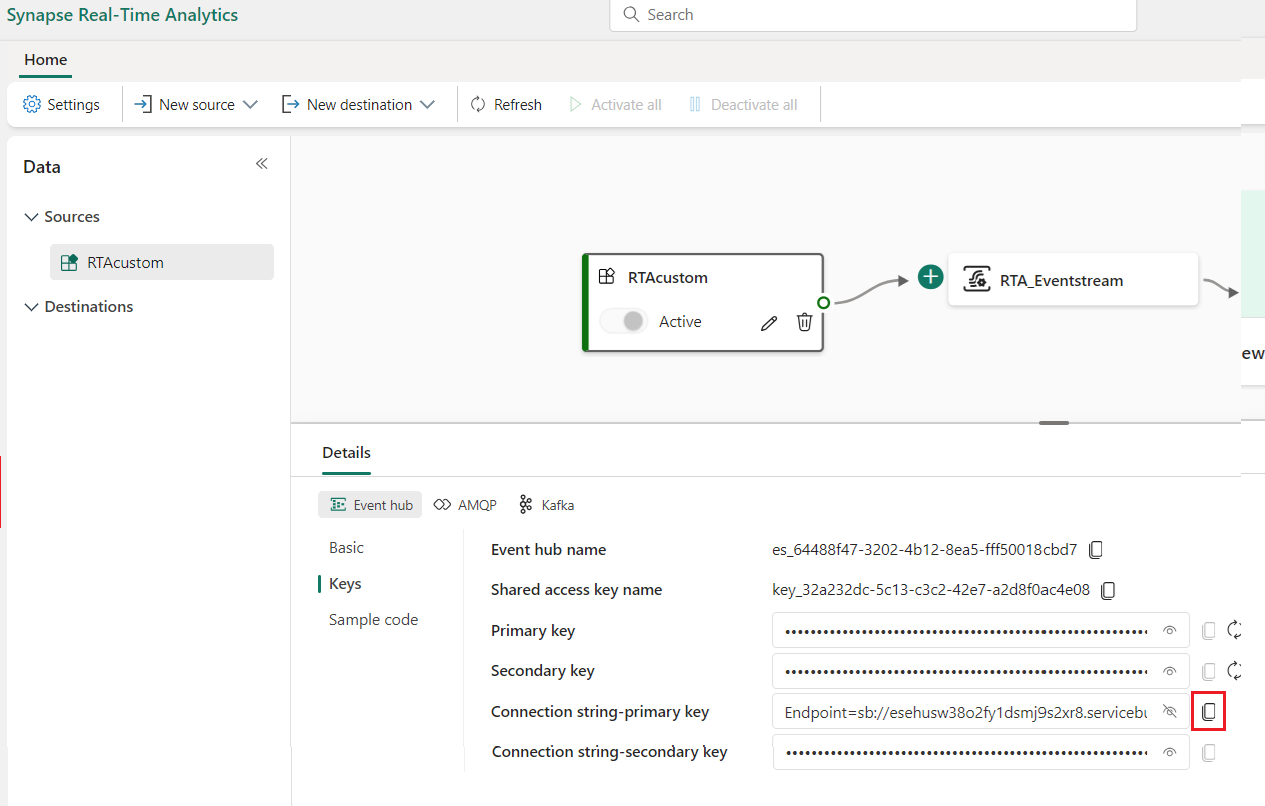 Synapse Real-Time Analytics
Search
Home
Settings
New source
New destination
Refresh
Activate all
Deactivate all
Data
Sources
RTAcustom
Destinations
RTAcustom
Active
RTA_Eventstream
ew
Details
Event hub
AMQP
Kafka
Basic
Keys
Sample code
Event hub name
es_64488f47-3202-4b12-8ea5-fff50018cbd7
Shared access key name
key_32a232dc-5c13-c3c2-42e7-a2d8f0ac4e08
Primary key
Secondary key
Connection string-primary key
Endpoint=sb://esehusw38o2fy1dsmj9s2xr8.servicebu
Connection string-secondary key